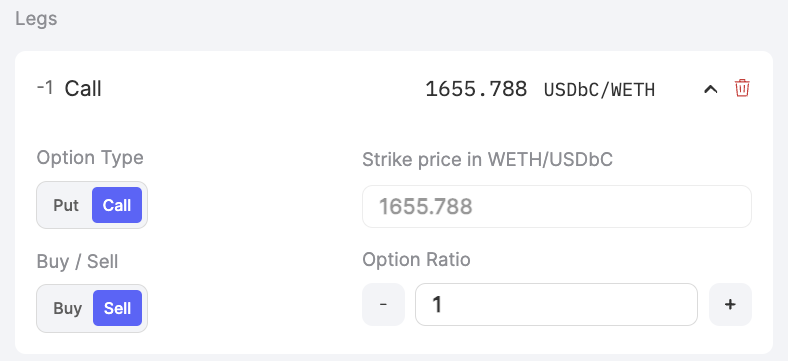 Legs
-1 Call 1655.788 USDbC/WETH
Option Type
Strike price in WETH/USDbC
Put Call
1655.788
Buy / Sell
Option Ratio
Buy Sell
- 1 +